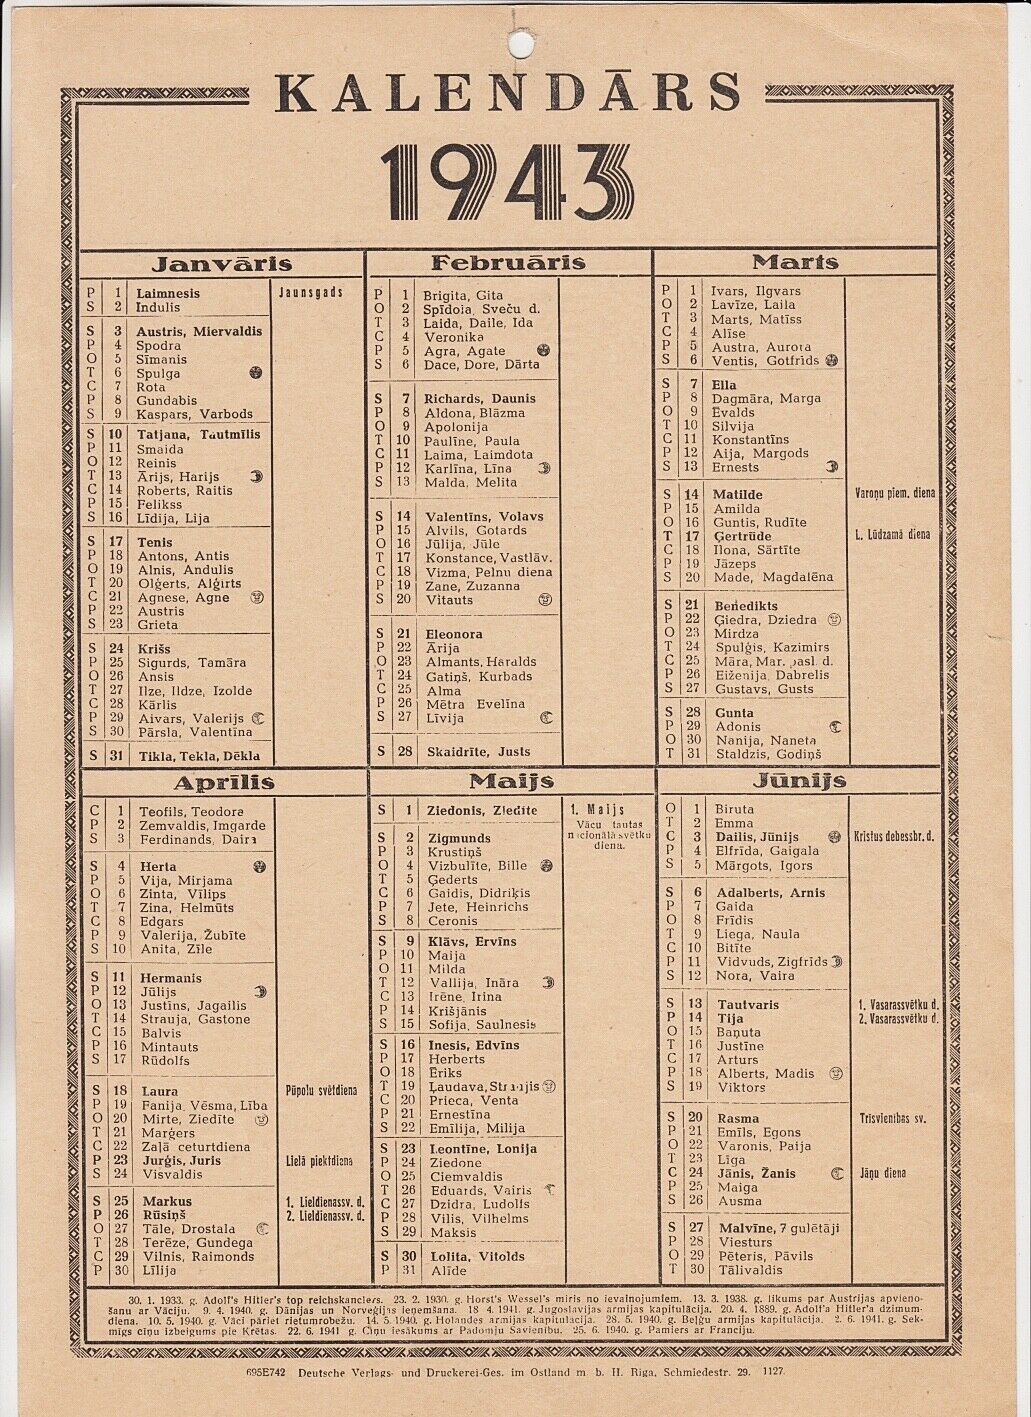 KALENDĀRS
1943
Janvāris
P 1 Laimnesis Jaunsgads
S 2 Indulis
S 3 Austris, Miervaldis
P 4 Spodra
O 5 Sīmanis
T 6 Spulga
C 7 Rota
P 8 Gundabis
S 9 Kaspars, Varbods
S 10 Tatjana, Tautmīlis
P 11 Smaida
O 12 Reinis
T 13 Ārijs, Harijs
C 14 Roberts, Raitis
P 15 Felikss
S 16 Līdija, Lija
S 17 Tenis
P 18 Antons, Antis
O 19 Alnis, Andulis
T 20 Oļģerts, Aļģirts
C 21 Agnese, Agne
P 22 Austris
S 23 Grieta
S 24 Krišs
P 25 Sigurds, Tamāra
O 26 Ansis
T 27 Ilze, Ildze, Izolde
C 28 Kārlis
P 29 Aivars, Valerijs
S 30 Pārsla, Valentīna
S 31 Tikla, Tekla, Dēkla
Februāris
P 1 Brigita, Gita
O 2 Spīdola, Sveču d.
T 3 Laida, Daile, Ida
C 4 Veronika
P 5 Agra, Agate
S 6 Dace, Dore, Dārta
S 7 Richards, Daunis
P 8 Aldona, Blāzma
O 9 Apolonija
T 10 Paulīne, Paula
C 11 Laima, Laimdota
P 12 Karlīna, Līna
S 13 Malda, Melita
S 14 Valentīns, Volavs
P 15 Alvils, Gotards
O 16 Jūlija, Jūle
T 17 Konstance, Vastlāv.
C 18 Vizma, Pelnu diena
P 19 Zane, Zuzanna
S 20 Vitauts
S 21 Eleonora
P 22 Ārija
O 23 Almants, Haralds
T 24 Gatiņš, Kurbads
C 25 Alma
P 26 Mētra Evelīna
S 27 Līvija
S 28 Skaidrīte, Justs
Marts
P 1 Ivars, Ilgvars
O 2 Lavīze, Laila
T 3 Marts, Matīss
C 4 Alīse
P 5 Austra, Aurora
S 6 Ventis, Gotfrīds
S 7 Ella
P 8 Dagmāra, Marga
O 9 Evalds
T 10 Silvija
C 11 Konstantīns
P 12 Aija, Margods
S 13 Ernests
S 14 Matilde Varoņu piem. diena
P 15 Amilda
O 16 Guntis, Rudīte
T 17 Ģertrūde L. Lūdzamā diena
C 18 Ilona, Sārtīte
P 19 Jāzeps
S 20 Made, Magdalēna
S 21 Benedikts
P 22 Ģiedra, Dziedra
O 23 Mirdza
T 24 Spulģis, Kazimirs
C 25 Māra, Mar. pasl. d.
P 26 Eiženija, Dabrelis
S 27 Gustavs, Gusts
S 28 Gunta
P 29 Adonis
O 30 Nanija, Naneta
T 31 Staldzis, Godiņš
Aprīlis
C 1 Teofils, Teodora
P 2 Zemvaldis, Imgarde
S 3 Ferdinands, Daira
S 4 Herta
P 5 Vija, Mirjama
O 6 Zinta, Vīlips
T 7 Zina, Helmūts
C 8 Edgars
P 9 Valerija, Žubīte
S 10 Anita, Zīle
S 11 Hermanis
P 12 Jūlijs
O 13 Justīns, Jagailis
T 14 Strauja, Gastone
C 15 Balvis
P 16 Mintauts
S 17 Rūdolfs
S 18 Laura Pūpolu svētdiena
P 19 Fanija, Vēsma, Lība
O 20 Mirte, Ziedīte
T 21 Marģers
C 22 Zaļā ceturtdiena
P 23 Jurģis, Juris Lielā piektdiena
S 24 Visvaldis
S 25 Markus 1. Lieldienassv. d.
P 26 Rūsiņš 2. Lieldienassv. d.
O 27 Tāle, Drostala
T 28 Terēze, Gundega
C 29 Vilnis, Raimonds
P 30 Līlija
Maijs
S 1 Ziedonis, Ziedīte 1. Maijs
Vācu tautas
nacionālā svētku
diena.
S 2 Zigmunds
P 3 Krustiņš
O 4 Vizbulīte, Bille
T 5 Ģederts
C 6 Gaidis, Didriķis
P 7 Jete, Heinrichs
S 8 Ceronis
S 9 Klāvs, Ervīns
P 10 Maija
O 11 Milda
T 12 Vallija, Ināra
C 13 Irēne, Irina
P 14 Krišjānis
S 15 Sofija, Saulnesis
S 16 Inesis, Edvīns
P 17 Herberts
O 18 Ēriks
T 19 Ļaudava, Straujis
C 20 Prieca, Venta
P 21 Ernestīna
S 22 Emīlija, Milija
S 23 Leontīne, Lonija
P 24 Ziedone
O 25 Ciemvaldis
T 26 Eduards, Vairis
C 27 Dzidra, Ludolfs
P 28 Vilis, Vilhelms
S 29 Maksis
S 30 Lolita, Vitolds
P 31 Alīde
Jūnijs
O 1 Biruta
T 2 Emma
C 3 Dailis, Jūnijs Kristus debessbr. d.
P 4 Elfrīda, Gaigala
S 5 Mārgots, Igors
S 6 Adalberts, Arnis
P 7 Gaida
O 8 Frīdis
T 9 Liega, Naula
C 10 Bitīte
P 11 Vidvuds, Zigfrīds
S 12 Nora, Vaira
S 13 Tautvaris 1. Vasarassvētku d.
P 14 Tija 2. Vasarassvētku d.
O 15 Baņuta
T 16 Justīne
C 17 Arturs
P 18 Alberts, Madis
S 19 Viktors
S 20 Rasma Trīsvienības sv.
P 21 Emīls, Egons
O 22 Varonis, Paija
T 23 Līga
C 24 Jānis, Žanis Jāņu diena
P 25 Maiga
S 26 Ausma
S 27 Malvīne, 7 gulētāji
P 28 Viesturs
O 29 Pēteris, Pāvils
T 30 Tālivaldis
30. 1. 1933. g. Adolf's Hitler's top reichskanclers. 23. 2. 1930. g. Horst's Wessel's miris no ievainojumiem. 13. 3. 1938. g. likums par Austrijas apvieno-
šanu ar Vāciju. 9. 4. 1940. g. Dānijas un Norveģijas ieņemšana. 18 4. 1941. g. Jugoslavijas armijas kapitulācija. 20. 4. 1889. g. Adolf'a Hitler'a dzimum-
diena. 10. 5. 1940. g. Vāci pāriet rietumrobežu. 14. 5. 1940. g. Holandes armijas kapitulācija. 28. 5. 1940. g. Beļģu armijas kapitulācija. 2. 6. 1941. g. Sek-
mīgs cīņu izbeigums pie Krētas. 22. 6. 1941 g. Cīņu iesākums ar Padomju Savienību. 25. 6. 1940. g. Pamiers ar Franciju.
695E742 Deutsche Verlags- und Druckerei-Ges. im Ostland m b. H. Riga, Schmiedestr. 29. 1127.